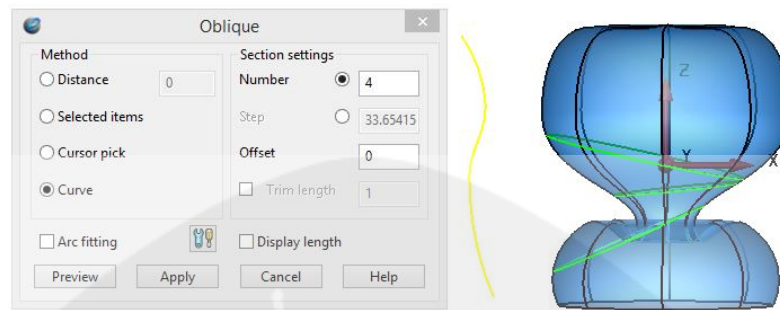 Oblique
Method
Section settings
Distance
0
Number
4
Selected items
Step
33.65415
Cursor pick
Offset
0
Curve
Trim length
1
Arc fitting
Display length
Preview
Apply
Cancel
Help
Z
Y
X